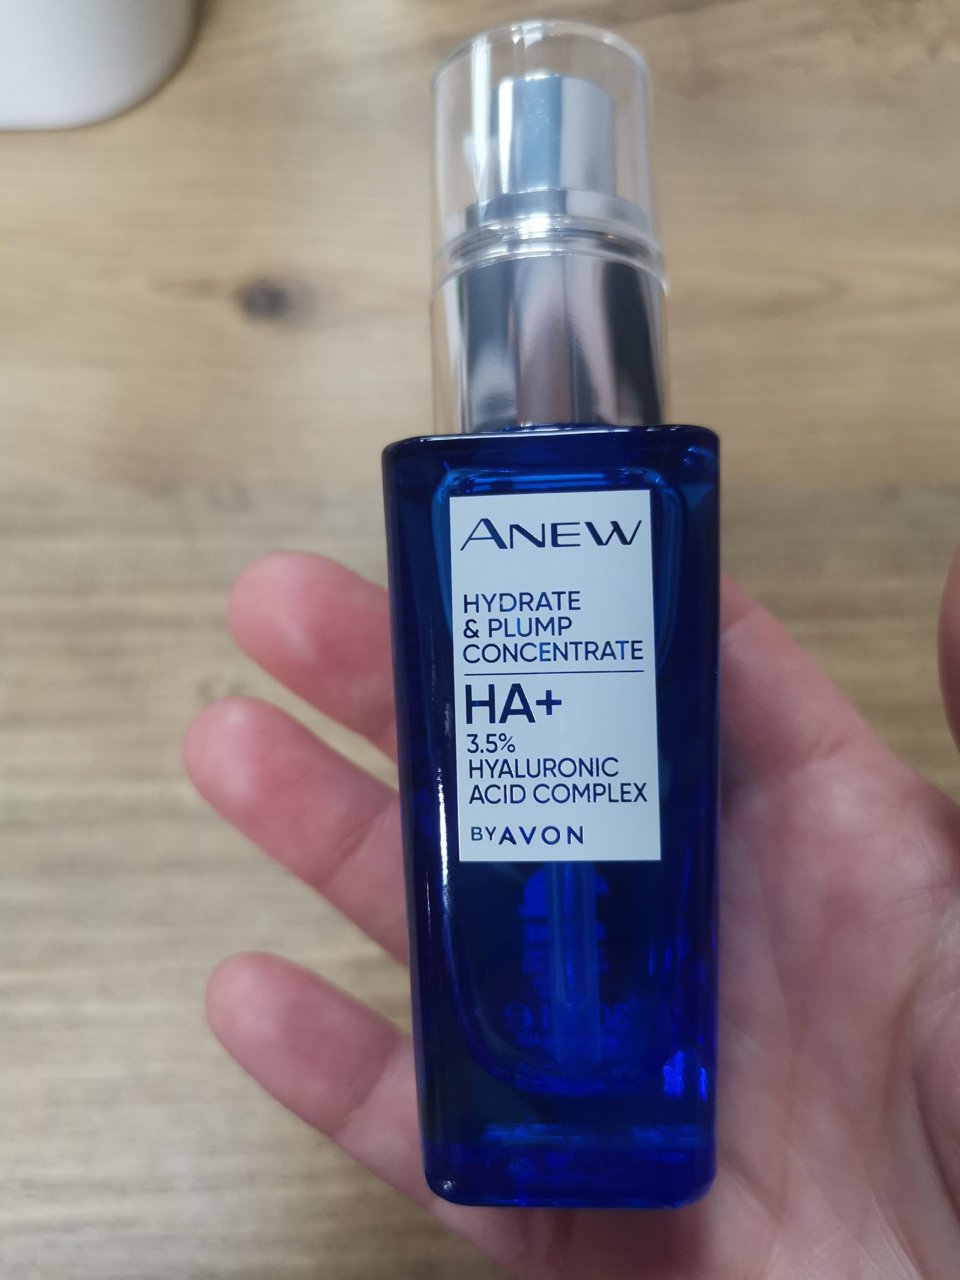 ANEW
HYDRATE
& PLUMP
CONCENTRATE
HA+
3.5%
HYALURONIC
ACID COMPLEX
BY AVON